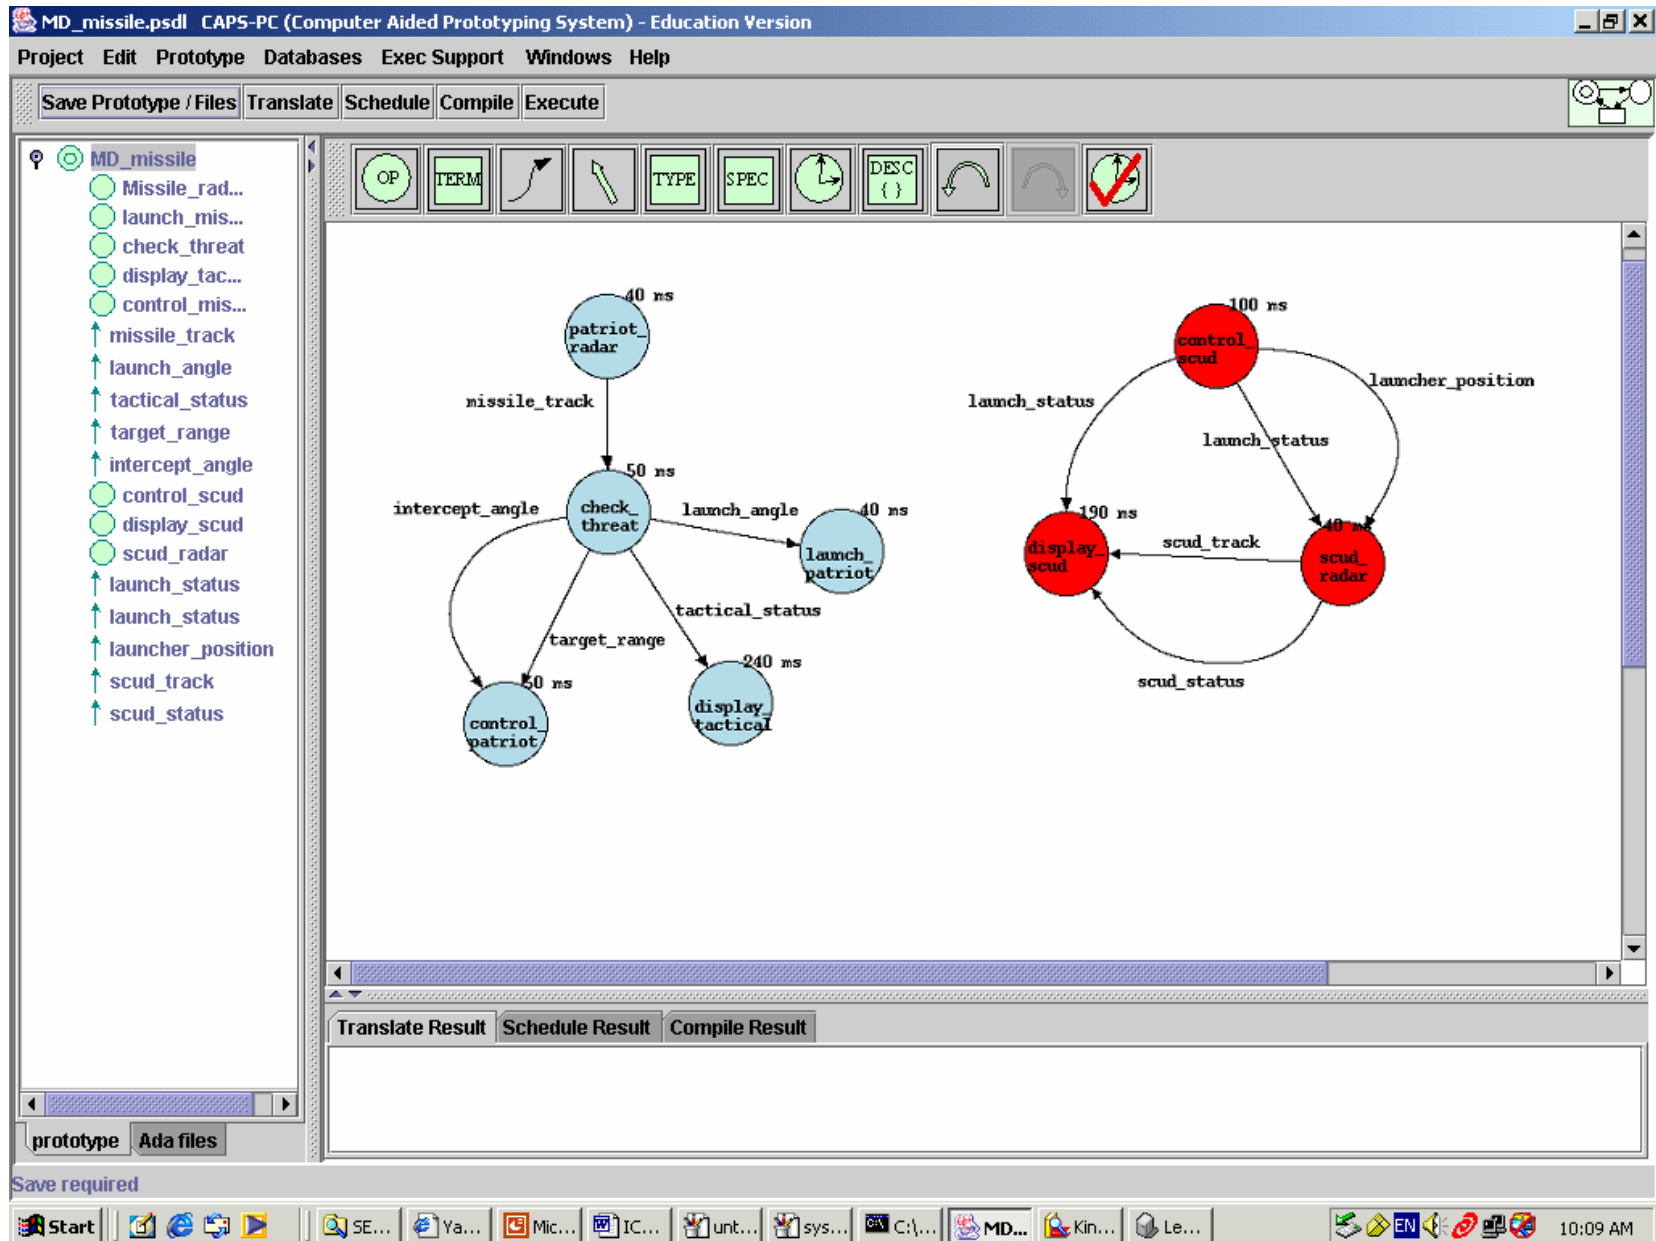 MD_missile.psdl CAPS-PC (Computer Aided Prototyping System) - Education Version
Project Edit Prototype Databases Exec Support Windows Help
Save Prototype / Files Translate Schedule Compile Execute
MD_missile
Missile_rad...
launch_mis...
check_threat
display_tac...
control_mis...
missile_track
launch_angle
tactical_status
target_range
intercept_angle
control_scud
display_scud
scud_radar
launch_status
launch_status
launcher_position
scud_track
scud_status
prototype Ada files
OP TERM TYPE SPEC DESC
{ }
40 ms
patriot_
radar
missile_track
50 ms
check_
threat
intercept_angle
launch_angle
40 ms
launch_
patriot
tactical_status
target_range
50 ms
control_
patriot
240 ms
display_
tactical
100 ms
control_
scud
launcher_position
launch_status
launch_status
190 ms
display_
scud
scud_track
40 ms
scud_
radar
scud_status
Translate Result Schedule Result Compile Result
Save required
Start SE... Ya... Mic... IC... unt... sys... C:\... MD... Kin... Le... EN 10:09 AM